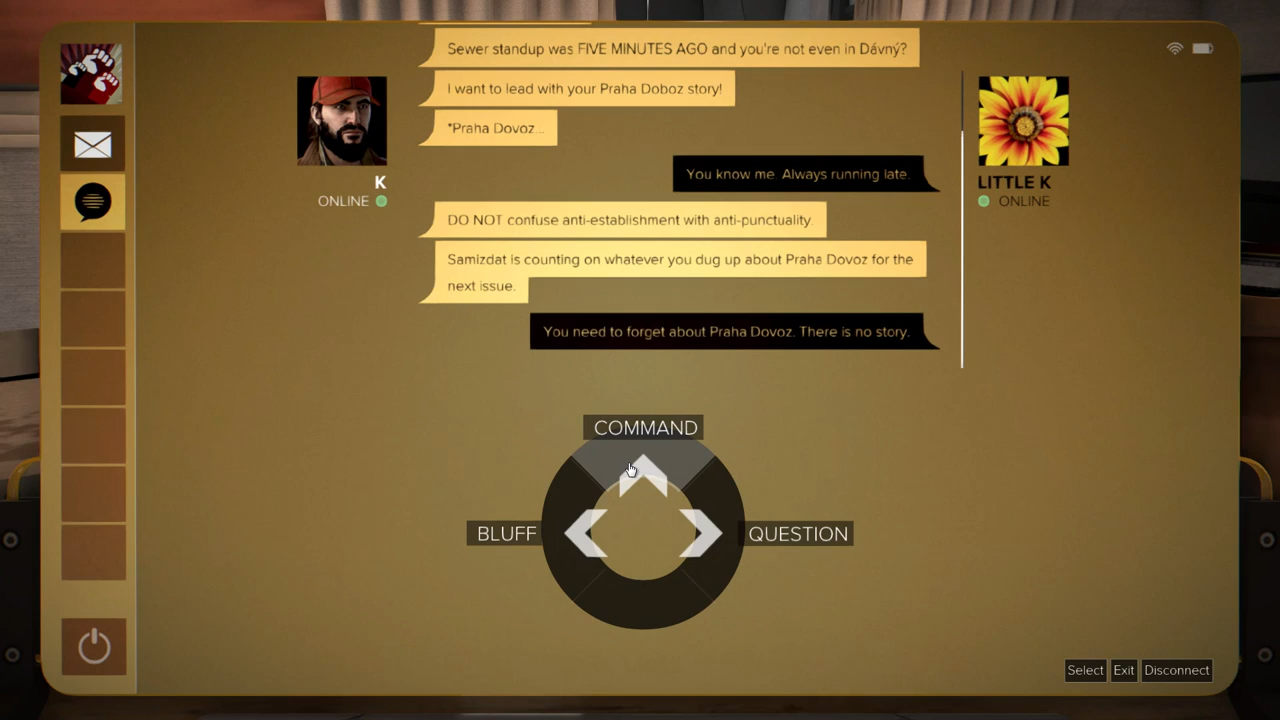 Sewer standup was FIVE MINUTES AGO and you're not even in Dávný?
I want to lead with your Praha Doboz story!
*Praha Dovoz...
K
ONLINE
LITTLE K
ONLINE
You know me. Always running late.
DO NOT confuse anti-establishment with anti-punctuality.
Samizdat is counting on whatever you dug up about Praha Dovoz for the
next issue.
You need to forget about Praha Dovoz. There is no story.
COMMAND
BLUFF
QUESTION
Select
Exit
Disconnect